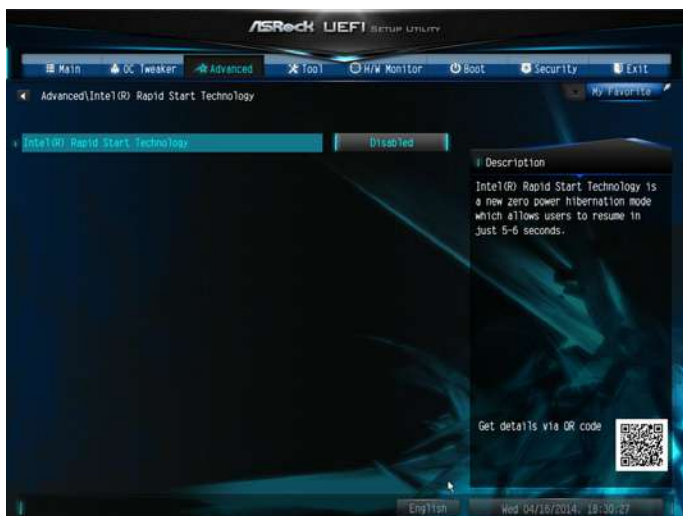 ASRock UEFI SETUP UTILITY
Main OC Tweaker Advanced Tool H/W Monitor Boot Security Exit
Advanced\Intel(R) Rapid Start Technology
My Favorite
Intel(R) Rapid Start Technology Disabled
Description
Intel(R) Rapid Start Technology is
a new zero power hibernation mode
which allows users to resume in
just 5-6 seconds.
Get details via QR code
English Wed 04/16/2014, 18:30:27